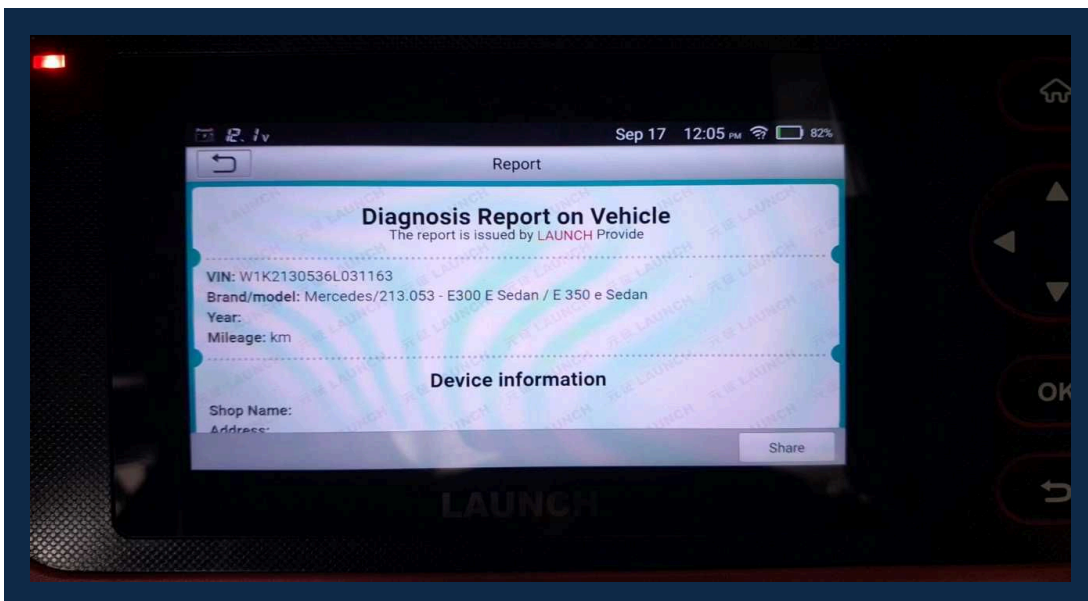 12.1v
Sep 17 12:05 PM 82%
Report
Diagnosis Report on Vehicle
The report is issued by LAUNCH Provide
VIN: W1K2130536L031163
Brand/model: Mercedes/213.053 - E300 E Sedan / E 350 e Sedan
Year:
Mileage: km
Device information
Shop Name:
Address:
Share
OK
LAUNCH